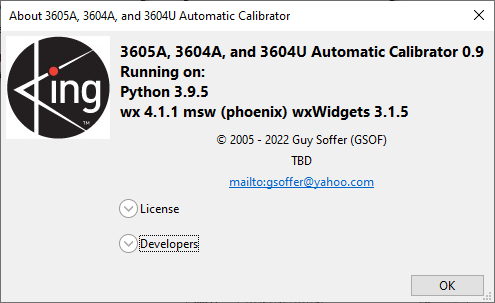 About 3605A, 3604A, and 3604U Automatic Calibrator
3605A, 3604A, and 3604U Automatic Calibrator 0.9
Running on:
Python 3.9.5
wx 4.1.1 msw (phoenix) wxWidgets 3.1.5
King
TM
© 2005 - 2022 Guy Soffer (GSOF)
TBD
mailto:gsoffer@yahoo.com
License
Developers
OK